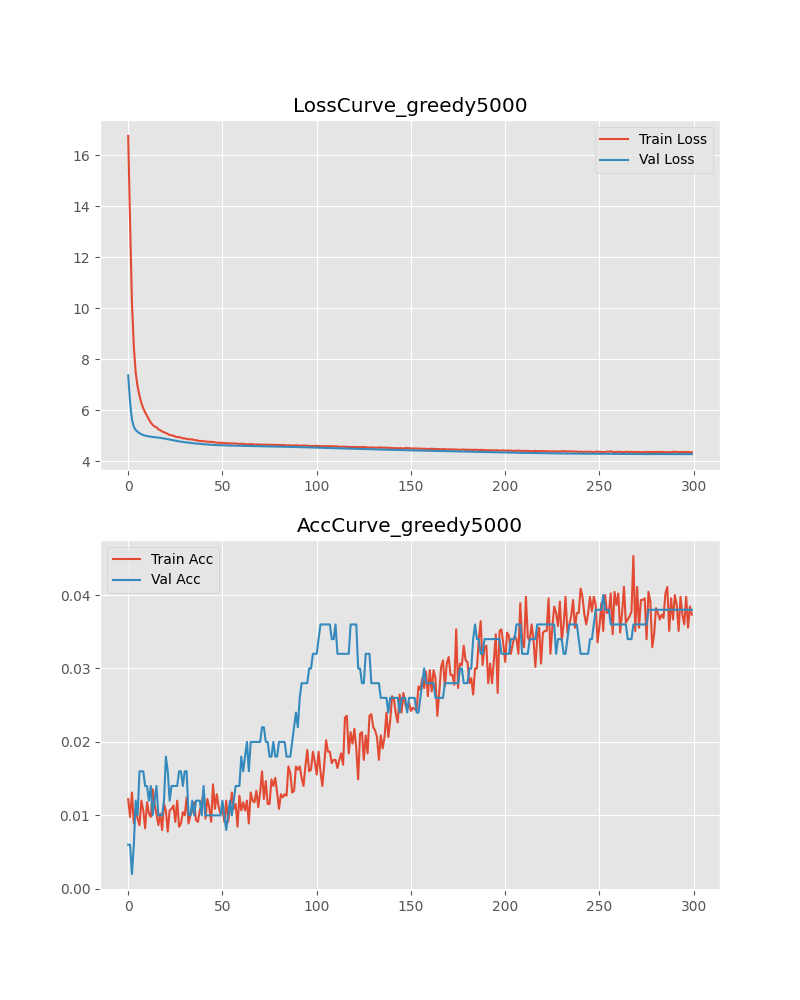 LossCurve_greedy5000
Train Loss
Val Loss
16
14
12
10
8
6
4
0 50 100 150 200 250 300
AccCurve_greedy5000
Train Acc
Val Acc
0.04
0.03
0.02
0.01
0.00
0 50 100 150 200 250 300